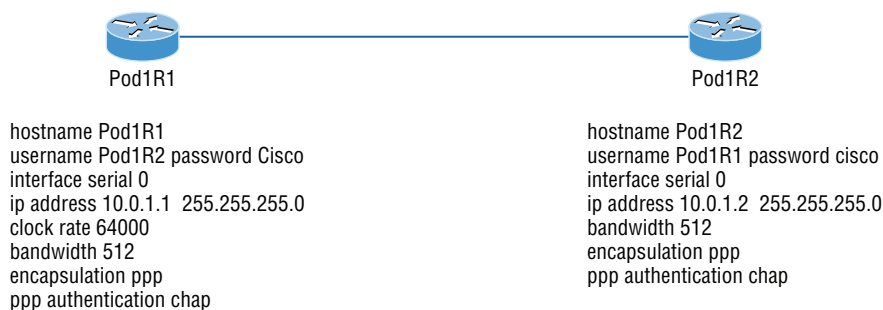 Pod1R1
Pod1R2
hostname Pod1R1
username Pod1R2 password Cisco
interface serial 0
ip address 10.0.1.1 255.255.255.0
clock rate 64000
bandwidth 512
encapsulation ppp
ppp authentication chap
hostname Pod1R2
username Pod1R1 password cisco
interface serial 0
ip address 10.0.1.2 255.255.255.0
bandwidth 512
encapsulation ppp
ppp authentication chap